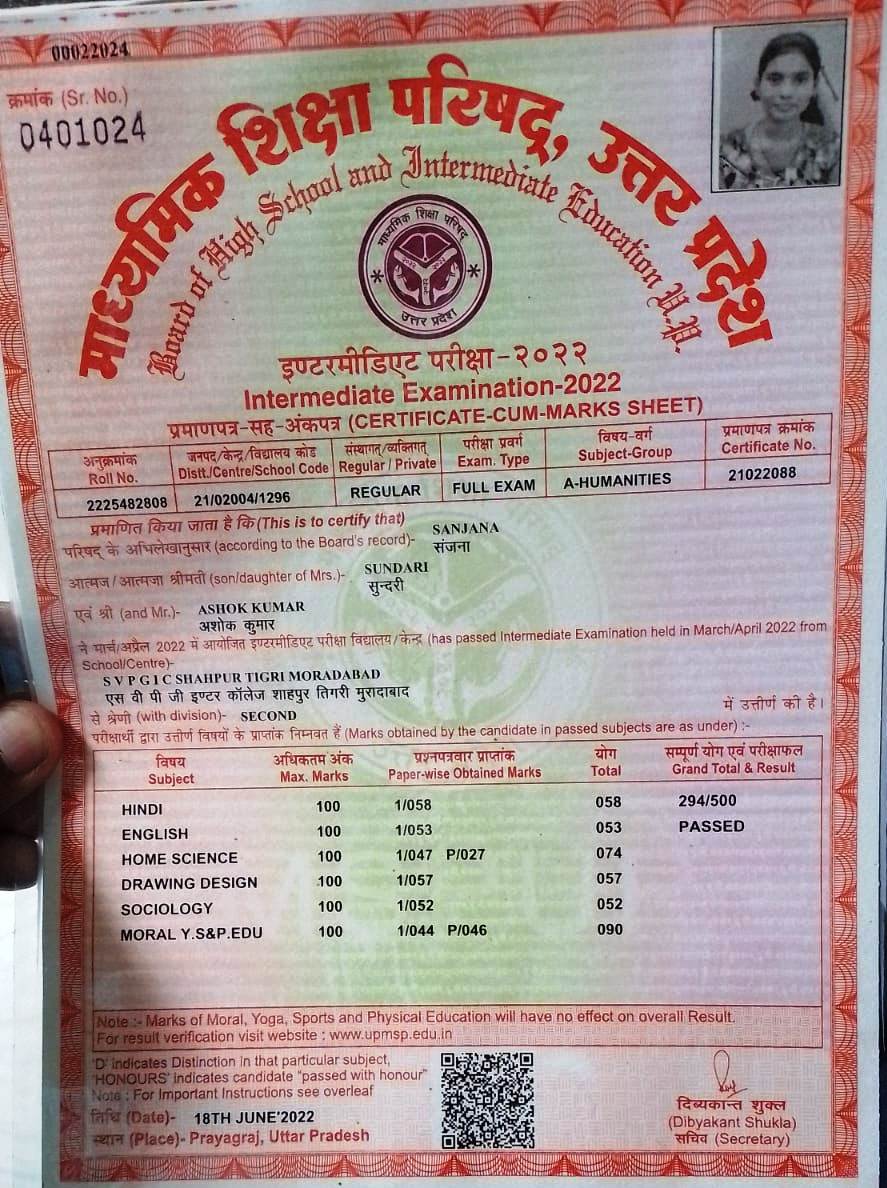 00022024
क्रमांक (Sr. No.)
0401024
माध्यमिक शिक्षा परिषद्, उत्तर प्रदेश
Board of High School and Intermediate Education U.P.
माध्यमिक शिक्षा परिषद्
उत्तर प्रदेश
इण्टरमीडिएट परीक्षा-२०२२
Intermediate Examination-2022
प्रमाणपत्र-सह-अंकपत्र (CERTIFICATE-CUM-MARKS SHEET)
अनुक्रमांक जनपद/केन्द्र/विद्यालय कोड संस्थागत/व्यक्तिगत परीक्षा प्रवर्ग विषय-वर्ग प्रमाणपत्र क्रमांक
Roll No. Distt./Centre/School Code Regular / Private Exam. Type Subject-Group Certificate No.
2225482808 21/02004/1296 REGULAR FULL EXAM A-HUMANITIES 21022088
प्रमाणित किया जाता है कि (This is to certify that) SANJANA
परिषद के अभिलेखानुसार (according to the Board's record)- संजना
आत्मज/आत्मजा श्रीमती (son/daughter of Mrs.)- SUNDARI
सुन्दरी
एवं श्री (and Mr.)- ASHOK KUMAR
अशोक कुमार
ने मार्च/अप्रैल 2022 में आयोजित इण्टरमीडिएट परीक्षा विद्यालय/केन्द्र (has passed Intermediate Examination held in March/April 2022 from
School/Centre)-
S V P G I C SHAHPUR TIGRI MORADABAD
एस वी पी जी इण्टर कॉलेज शाहपुर तिगरी मुरादाबाद
में उत्तीर्ण की है।
से श्रेणी (with division)- SECOND
परीक्षार्थी द्वारा उत्तीर्ण विषयों के प्राप्तांक निम्नवत हैं (Marks obtained by the candidate in passed subjects are as under) :-
विषय अधिकतम अंक प्रश्नपत्रवार प्राप्तांक योग सम्पूर्ण योग एवं परीक्षाफल
Subject Max. Marks Paper-wise Obtained Marks Total Grand Total & Result
HINDI 100 1/058 058 294/500
ENGLISH 100 1/053 053 PASSED
HOME SCIENCE 100 1/047 P/027 074
DRAWING DESIGN 100 1/057 057
SOCIOLOGY 100 1/052 052
MORAL Y.S&P.EDU 100 1/044 P/046 090
Note :- Marks of Moral, Yoga, Sports and Physical Education will have no effect on overall Result.
For result verification visit website : www.upmsp.edu.in
'D' indicates Distinction in that particular subject,
'HONOURS' indicates candidate "passed with honour"
Note : For Important Instructions see overleaf
तिथि (Date)- 18TH JUNE'2022
स्थान (Place)- Prayagraj, Uttar Pradesh
दिब्यकान्त शुक्ल
(Dibyakant Shukla)
सचिव (Secretary)